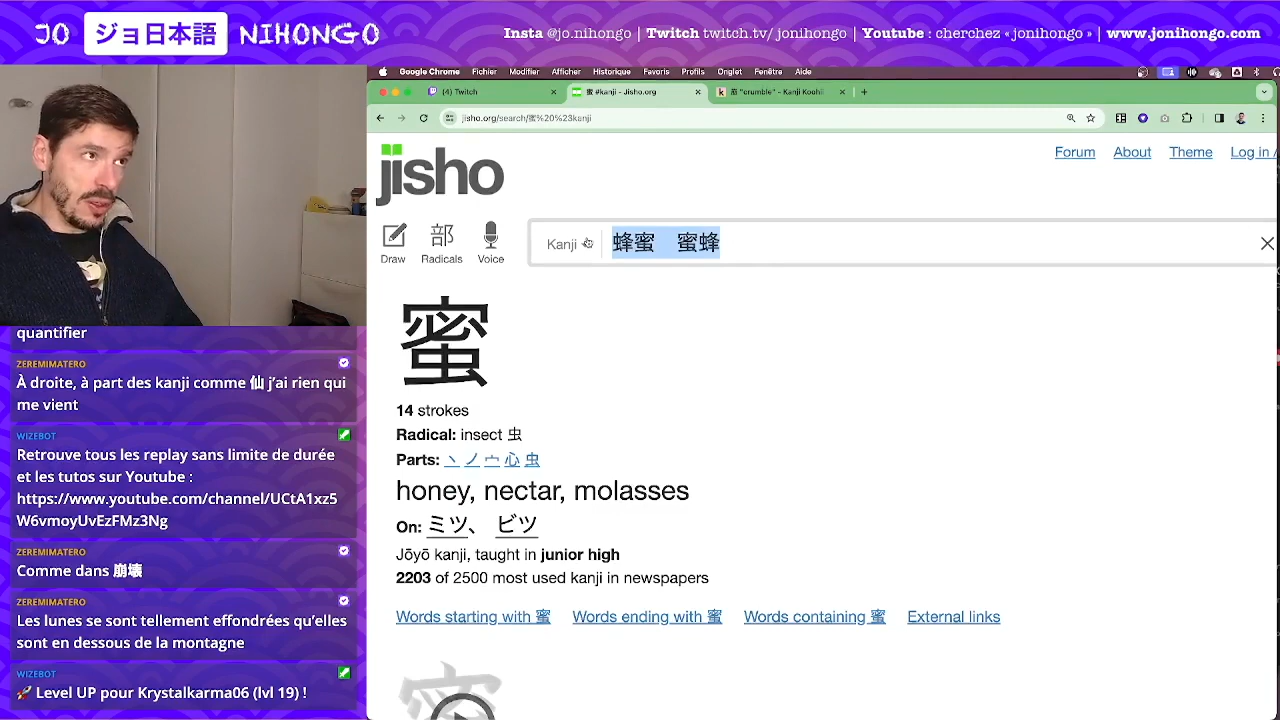 JO ジョ日本語 NIHONGO
Insta @jo.nihongo | Twitch twitch.tv/ jonihongo | Youtube : cherchez « jonihongo » | www.jonihongo.com
Google Chrome Fichier Modifier Afficher Historique Favoris Profils Onglet Fenêtre Aide
(4) Twitch
蜜 #kanji - Jisho.org
"crumble" - Kanji Koohii
jisho.org/search/蜜%20%23kanji
jisho
Forum About Theme Log in /
Draw
部 Radicals
Voice
Kanji 蜂蜜　蜜蜂
蜜
14 strokes
Radical: insect 虫
Parts: 丶 ノ 宀 心 虫
honey, nectar, molasses
On: ミツ、 ビツ
Jōyō kanji, taught in junior high
2203 of 2500 most used kanji in newspapers
Words starting with 蜜 Words ending with 蜜 Words containing 蜜 External links
quantifier
ZEREMIMATERO
À droite, à part des kanji comme 仙 j'ai rien qui
me vient
WIZEBOT
Retrouve tous les replay sans limite de durée
et les tutos sur Youtube :
https://www.youtube.com/channel/UCtA1xz5
W6vmoyUvEzFMz3Ng
ZEREMIMATERO
Comme dans 崩壊
ZEREMIMATERO
Les lunes se sont tellement effondrées qu'elles
sont en dessous de la montagne
WIZEBOT
🚀 Level UP pour Krystalkarma06 (lvl 19) !